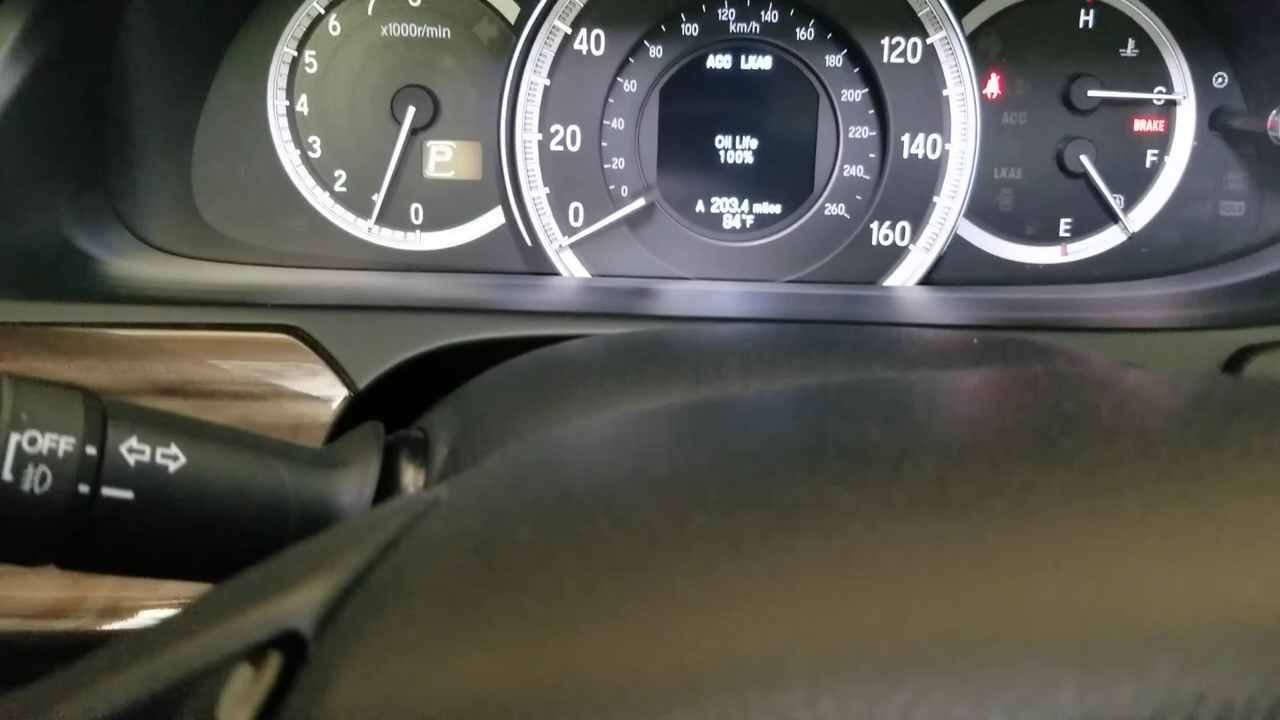 6
5
4
3
2
0
x1000r/min
P
40
20
0
120
140
160
100
120
140
160
180
200
220
240
260
80
60
40
20
0
km/h
ACC LKAS
Oil Life
100%
A 203.4 miles
84°F
H
C
BRAKE
F
E
ACC
LKAS
OFF